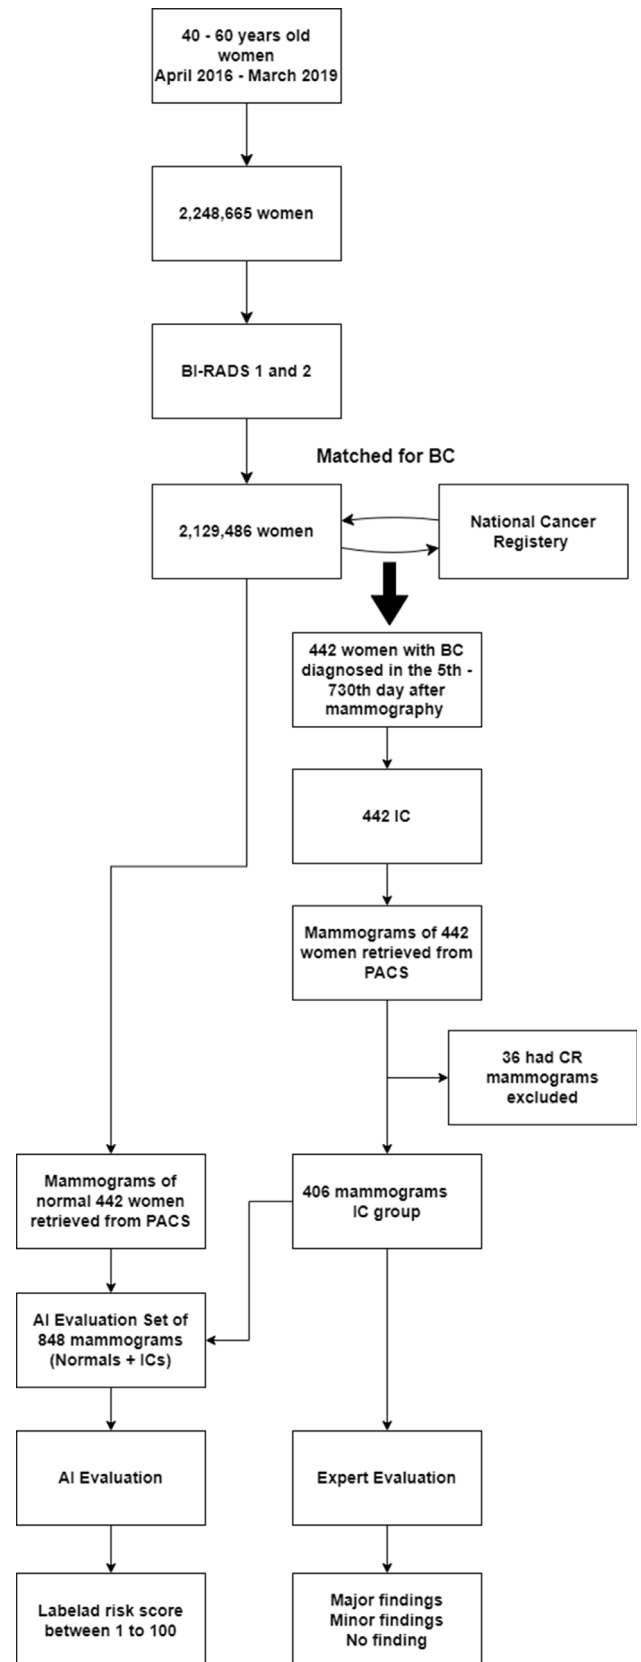 40 - 60 years old
women
April 2016 - March 2019
2,248,665 women
BI-RADS 1 and 2
Matched for BC
2,129,486 women
National Cancer
Registery
442 women with BC
diagnosed in the 5th -
730th day after
mammography
442 IC
Mammograms of 442
women retrieved from
PACS
36 had CR
mammograms
excluded
Mammograms of
normal 442 women
retrieved from PACS
406 mammograms
IC group
AI Evaluation Set of
848 mammograms
(Normals + ICs)
AI Evaluation
Expert Evaluation
Labelad risk score
between 1 to 100
Major findings
Minor findings
No finding